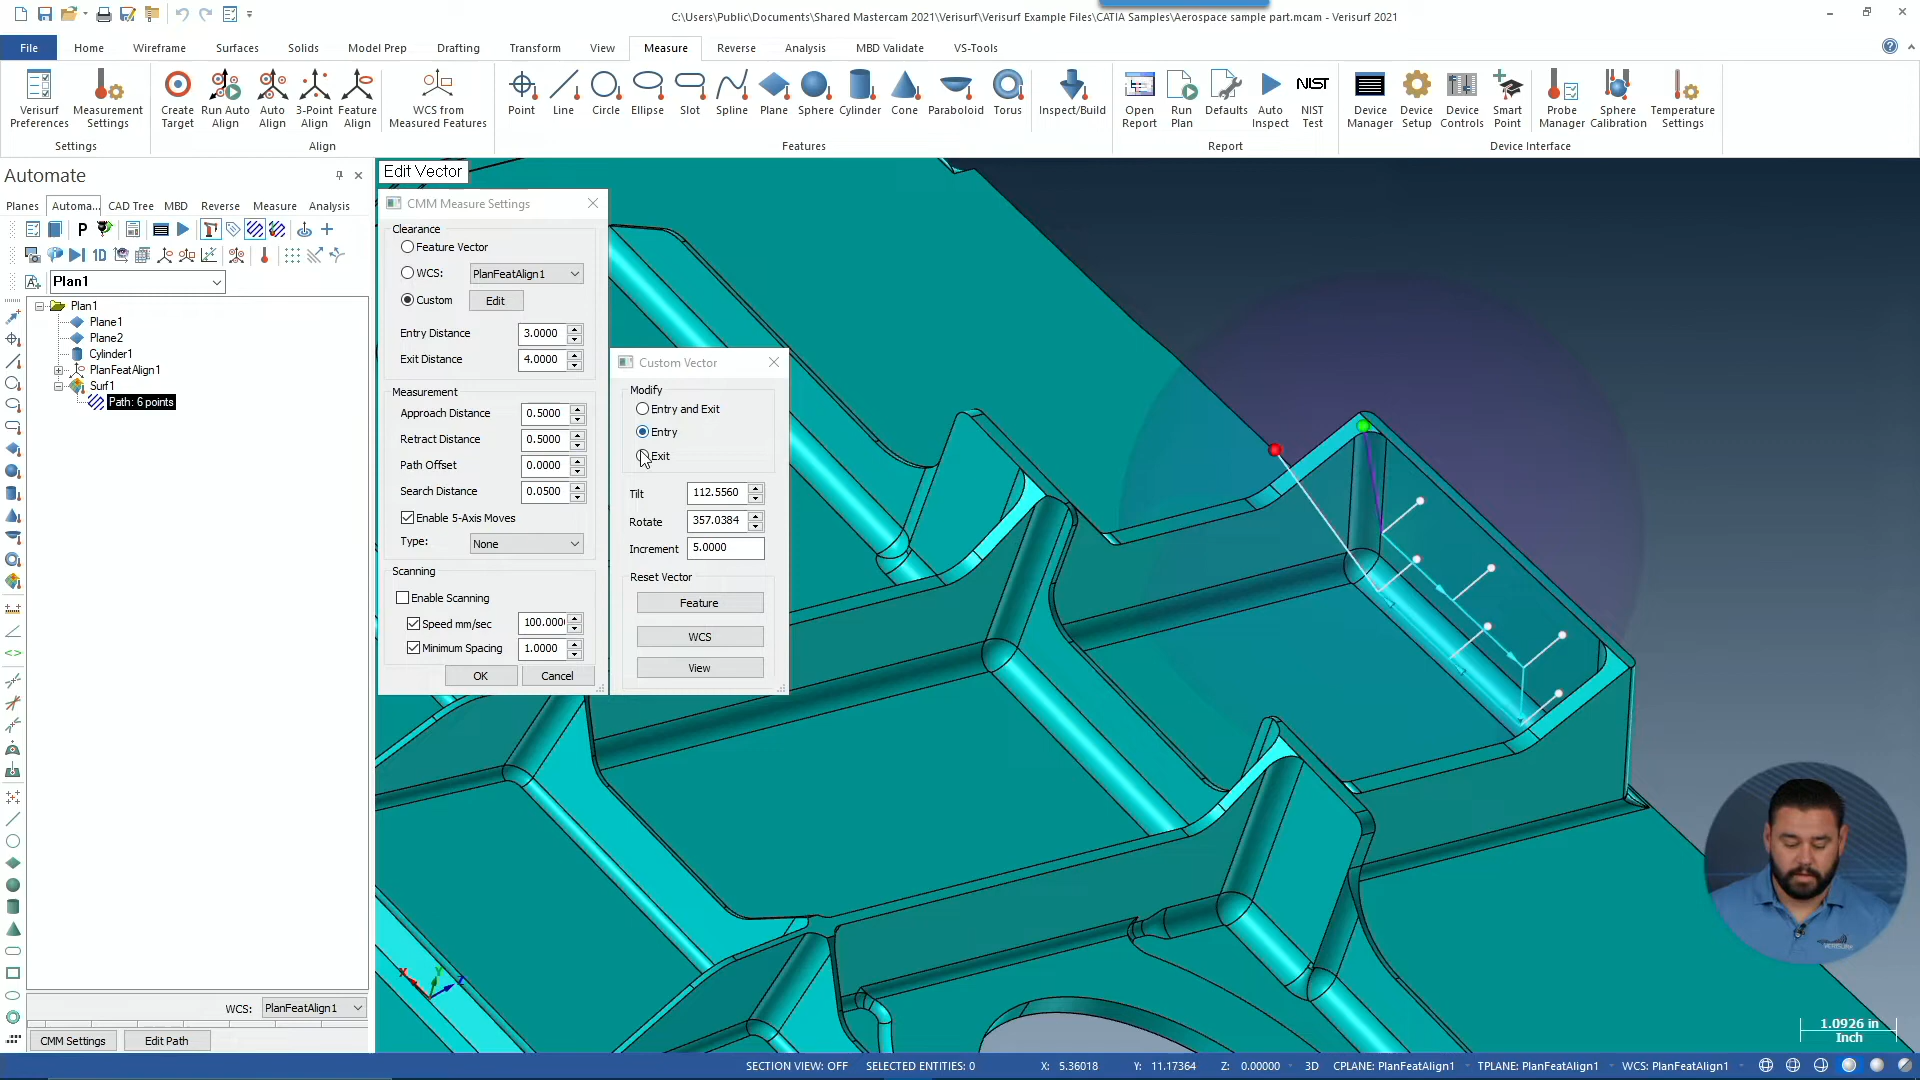 C:\Users\Public\Documents\Shared Mastercam 2021\Verisurf\Verisurf Example Files\CATIA Samples\Aerospace sample part.mcam - Verisurf 2021
File Home Wireframe Surfaces Solids Model Prep Drafting Transform View Measure Reverse Analysis MBD Validate VS-Tools
Verisurf Preferences
Measurement Settings
Settings
Create Target
Run Auto Align
Auto Align
3-Point Align
Feature Align
Align
WCS from Measured Features
Point
Line
Circle
Ellipse
Slot
Spline
Plane
Sphere
Cylinder
Cone
Paraboloid
Torus
Inspect/Build
Features
Open Report
Run Plan
Defaults
Auto Inspect
NIST
NIST Test
Report
Device Manager
Device Setup
Device Controls
Smart Point
Probe Manager
Sphere Calibration
Temperature Settings
Device Interface
Automate
Planes Automa... CAD Tree MBD Reverse Measure Analysis
P
1D
Plan1
Plan1
Plane1
Plane2
Cylinder1
PlanFeatAlign1
Surf1
Path: 6 points
WCS: PlanFeatAlign1
CMM Settings Edit Path
Edit Vector
CMM Measure Settings
Clearance
Feature Vector
WCS: PlanFeatAlign1
Custom Edit
Entry Distance 3.0000
Exit Distance 4.0000
Measurement
Approach Distance 0.5000
Retract Distance 0.5000
Path Offset 0.0000
Search Distance 0.0500
Enable 5-Axis Moves
Type: None
Scanning
Enable Scanning
Speed mm/sec 100.000
Minimum Spacing 1.0000
OK Cancel
Custom Vector
Modify
Entry and Exit
Entry
Exit
Tilt 112.5560
Rotate 357.0384
Increment 5.0000
Reset Vector
Feature
WCS
View
X Y Z
VERISURF
1.0926 in
Inch
SECTION VIEW: OFF SELECTED ENTITIES: 0 X: 5.36018 Y: 11.17364 Z: 0.00000 3D CPLANE: PlanFeatAlign1 TPLANE: PlanFeatAlign1 WCS: PlanFeatAlign1